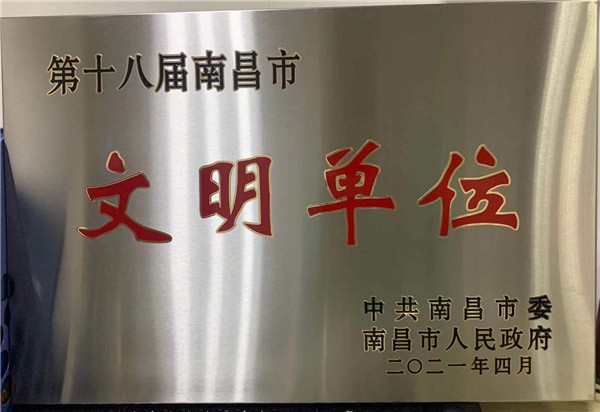 第十八届南昌市
文明单位
中共南昌市委
南昌市人民政府
二〇二一年四月